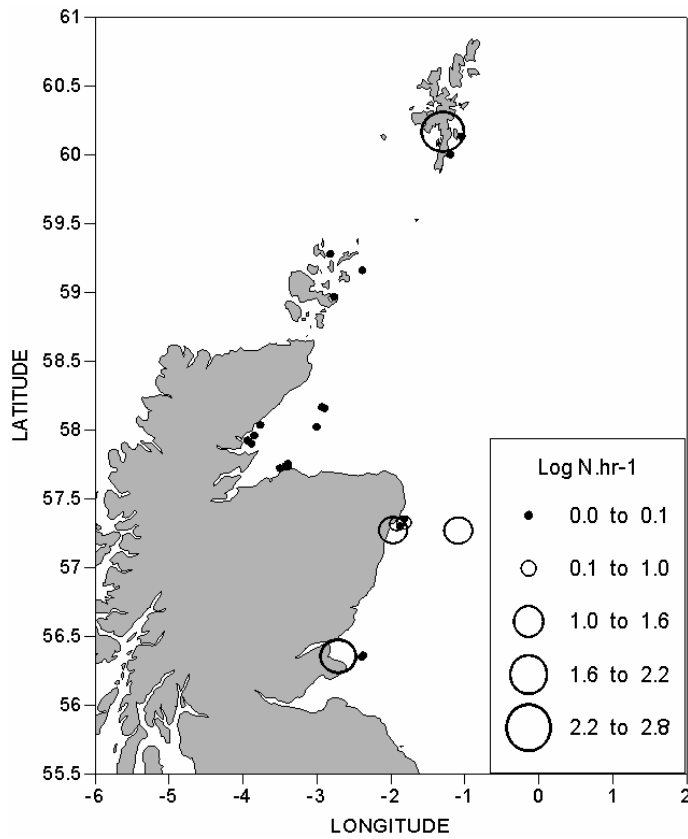 61
60.5
60
59.5
59
58.5
58
57.5
57
56.5
56
55.5
LATITUDE
-6 -5 -4 -3 -2 -1 0 1 2
LONGITUDE
Log N.hr-1
0.0 to 0.1
0.1 to 1.0
1.0 to 1.6
1.6 to 2.2
2.2 to 2.8